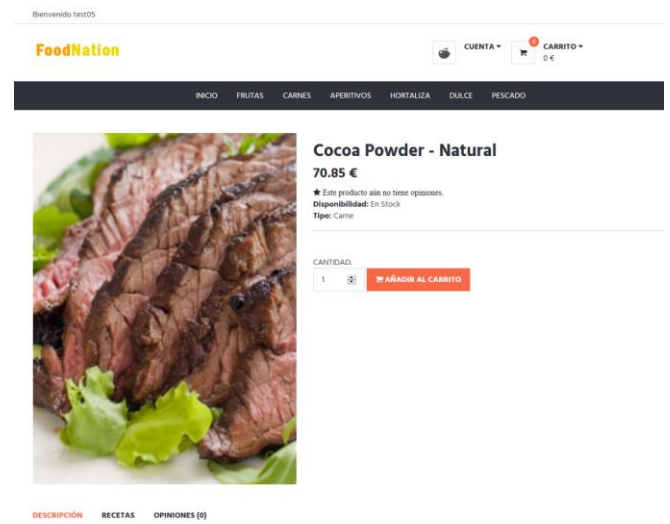 Bienvenido test05
FoodNation
CUENTA
0
CARRITO
0 €
INICIO FRUTAS CARNES APERITIVOS HORTALIZA DULCE PESCADO
Cocoa Powder - Natural
70.85 €
Este producto aún no tiene opiniones.
Disponibilidad: En Stock
Tipo: Carne
CANTIDAD:
1 AÑADIR AL CARRITO
DESCRIPCIÓN RECETAS OPINIONES (0)